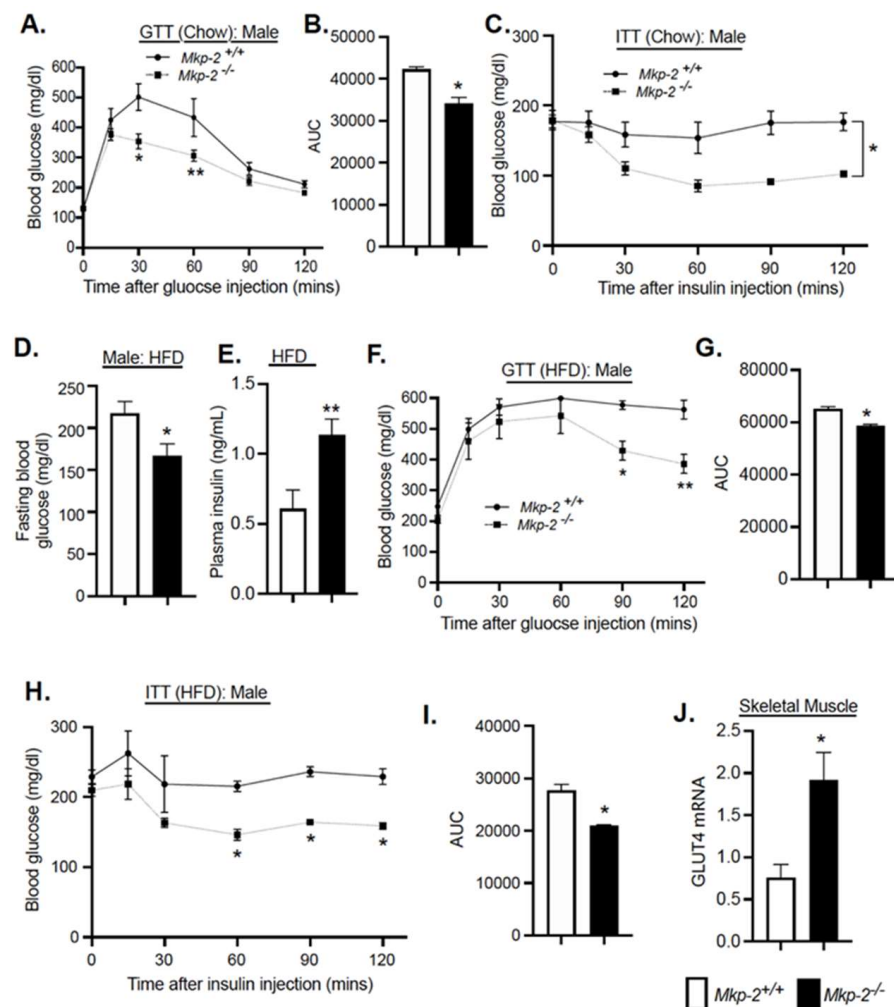 A.
GTT (Chow): Male
Mkp-2 +/+
Mkp-2 -/-
Blood glucose (mg/dl)
600
500
400
300
200
100
0
*
**
0 30 60 90 120
Time after glucose injection (mins)
B.
AUC
50000
40000
30000
20000
10000
0
*
C.
ITT (Chow): Male
Mkp-2 +/+
Mkp-2 -/-
Blood glucose (mg/dl)
300
200
100
0
*
0 30 60 90 120
Time after insulin injection (mins)
D.
Male: HFD
Fasting blood
glucose (mg/dl)
250
200
150
100
50
0
*
E.
HFD
Plasma insulin (ng/mL)
1.5
1.0
0.5
0.0
**
F.
GTT (HFD): Male
Blood glucose (mg/dl)
600
500
400
300
200
100
0
Mkp-2 +/+
Mkp-2 -/-
*
**
0 30 60 90 120
Time after glucose injection (mins)
G.
AUC
80000
60000
40000
20000
0
*
H.
ITT (HFD): Male
Blood glucose (mg/dl)
300
200
100
0
* * *
0 30 60 90 120
Time after insulin injection (mins)
I.
AUC
40000
30000
20000
10000
0
*
J.
Skeletal Muscle
GLUT4 mRNA
2.5
2.0
1.5
1.0
0.5
0.0
*
Mkp-2+/+ Mkp-2-/-